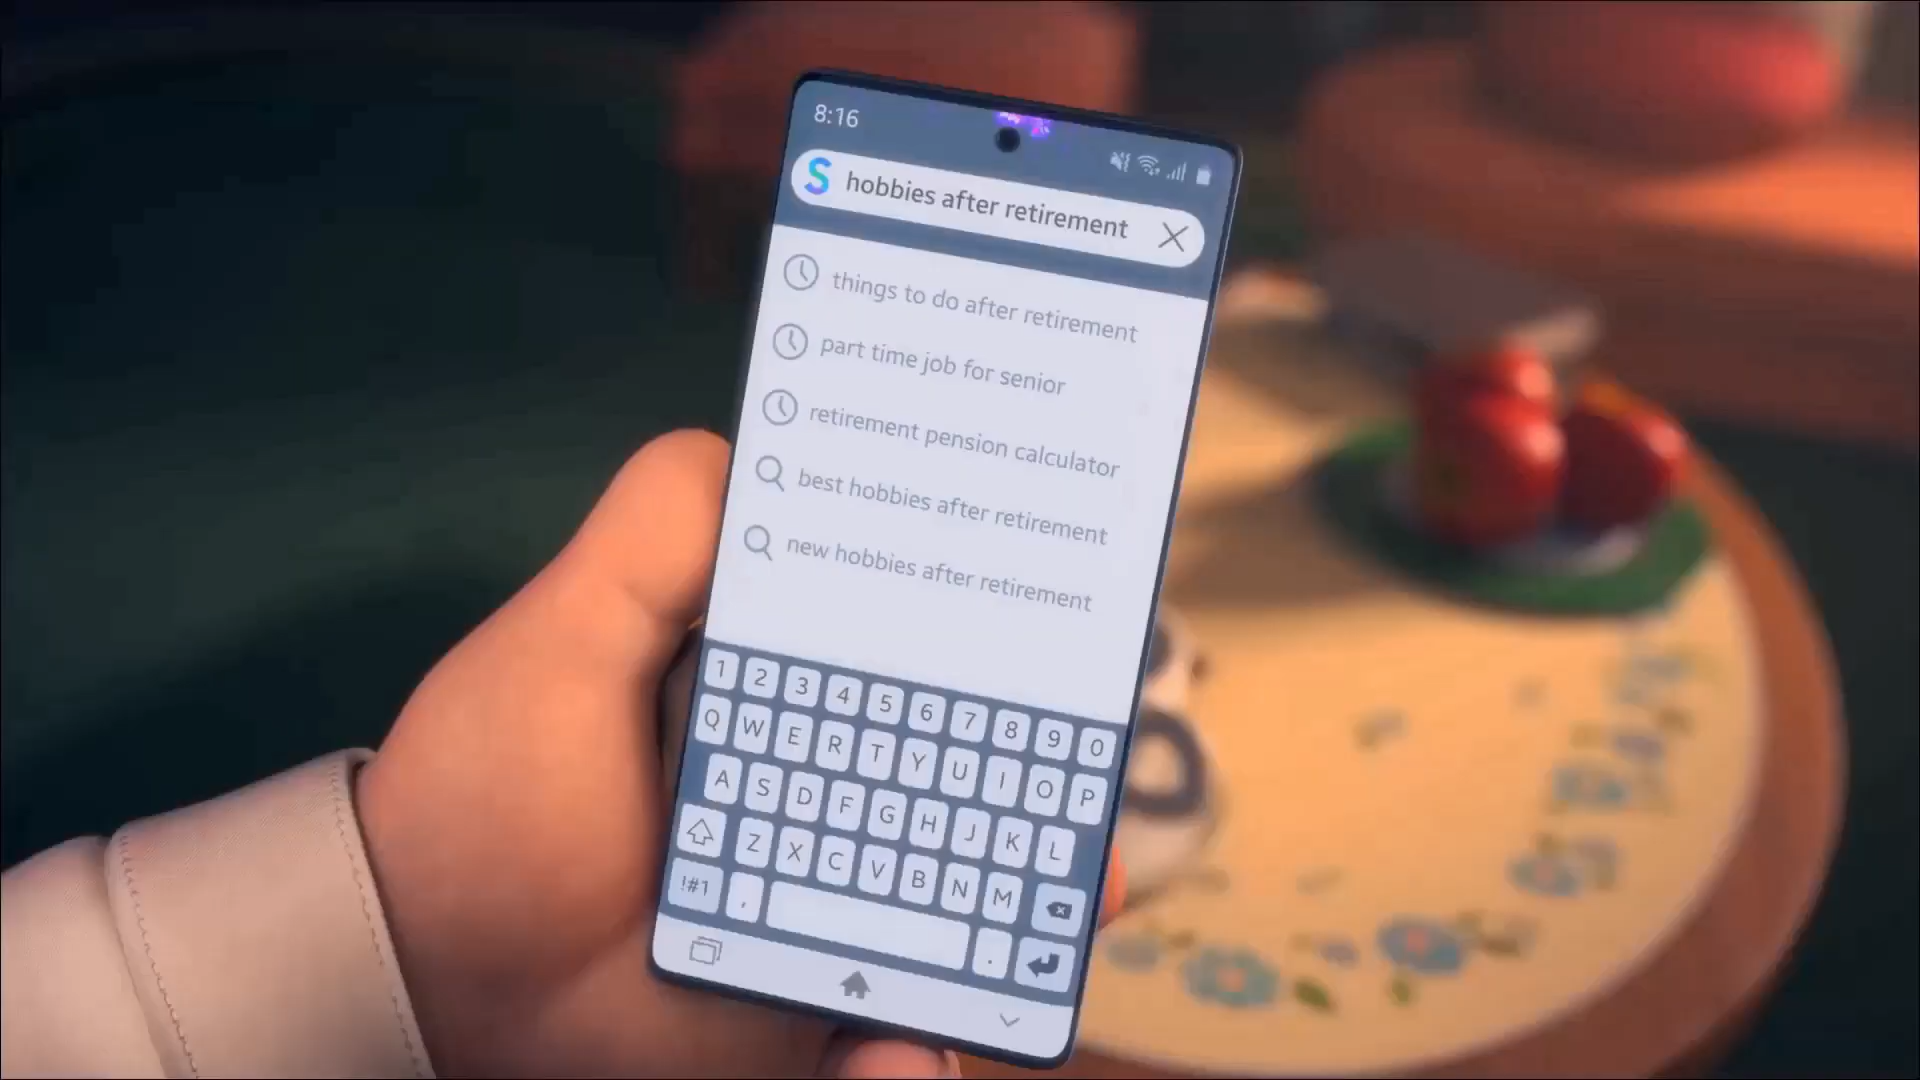 8:16
S hobbies after retirement
things to do after retirement
part time job for senior
retirement pension calculator
best hobbies after retirement
new hobbies after retirement
1 2 3 4 5 6 7 8 9 0
Q W E R T Y U I O P
A S D F G H J K L
Z X C V B N M
!#1 , .